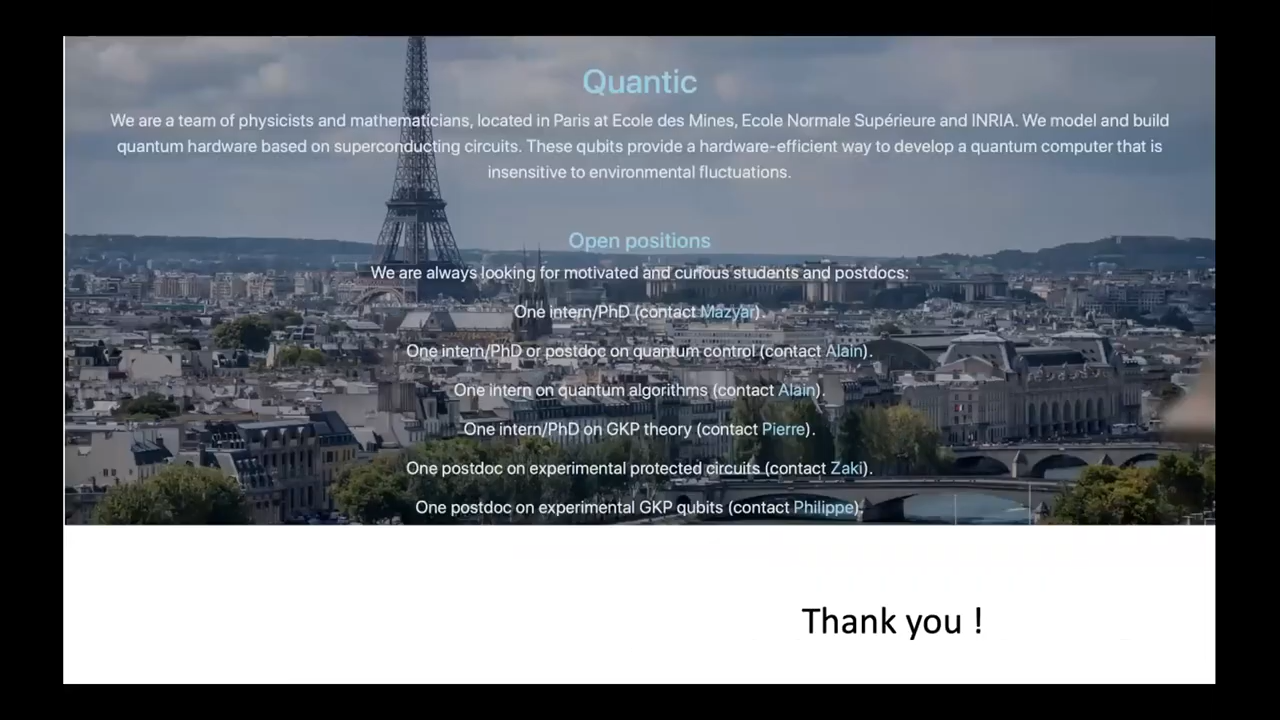 Quantic
We are a team of physicists and mathematicians, located in Paris at Ecole des Mines, Ecole Normale Supérieure and INRIA. We model and build
quantum hardware based on superconducting circuits. These qubits provide a hardware-efficient way to develop a quantum computer that is
insensitive to environmental fluctuations.
Open positions
We are always looking for motivated and curious students and postdocs:
One intern/PhD (contact Mazyar).
One intern/PhD or postdoc on quantum control (contact Alain).
One intern on quantum algorithms (contact Alain).
One intern/PhD on GKP theory (contact Pierre).
One postdoc on experimental protected circuits (contact Zaki).
One postdoc on experimental GKP qubits (contact Philippe).
Thank you !